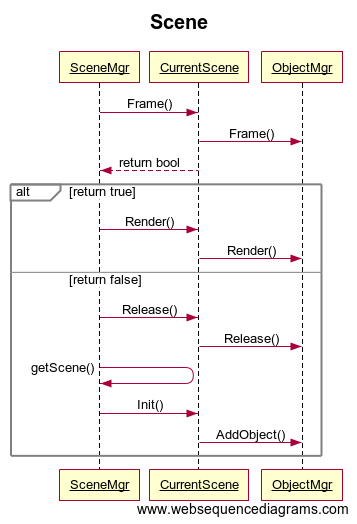 Scene
SceneMgr CurrentScene ObjectMgr
Frame()
Frame()
return bool
alt [return true]
Render()
Render()
[return false]
Release()
Release()
getScene()
Init()
AddObject()
SceneMgr CurrentScene ObjectMgr
www.websequencediagrams.com